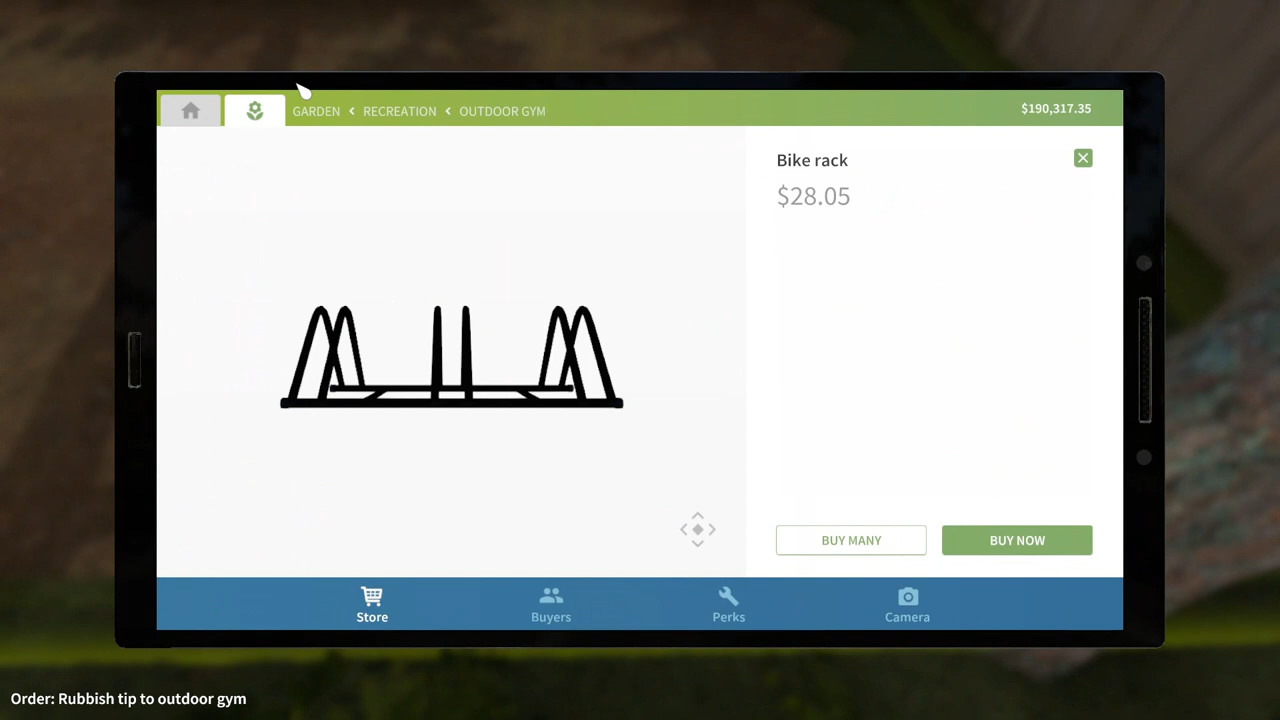 GARDEN < RECREATION < OUTDOOR GYM
$190,317.35
Bike rack
$28.05
BUY MANY
BUY NOW
Store
Buyers
Perks
Camera
Order: Rubbish tip to outdoor gym